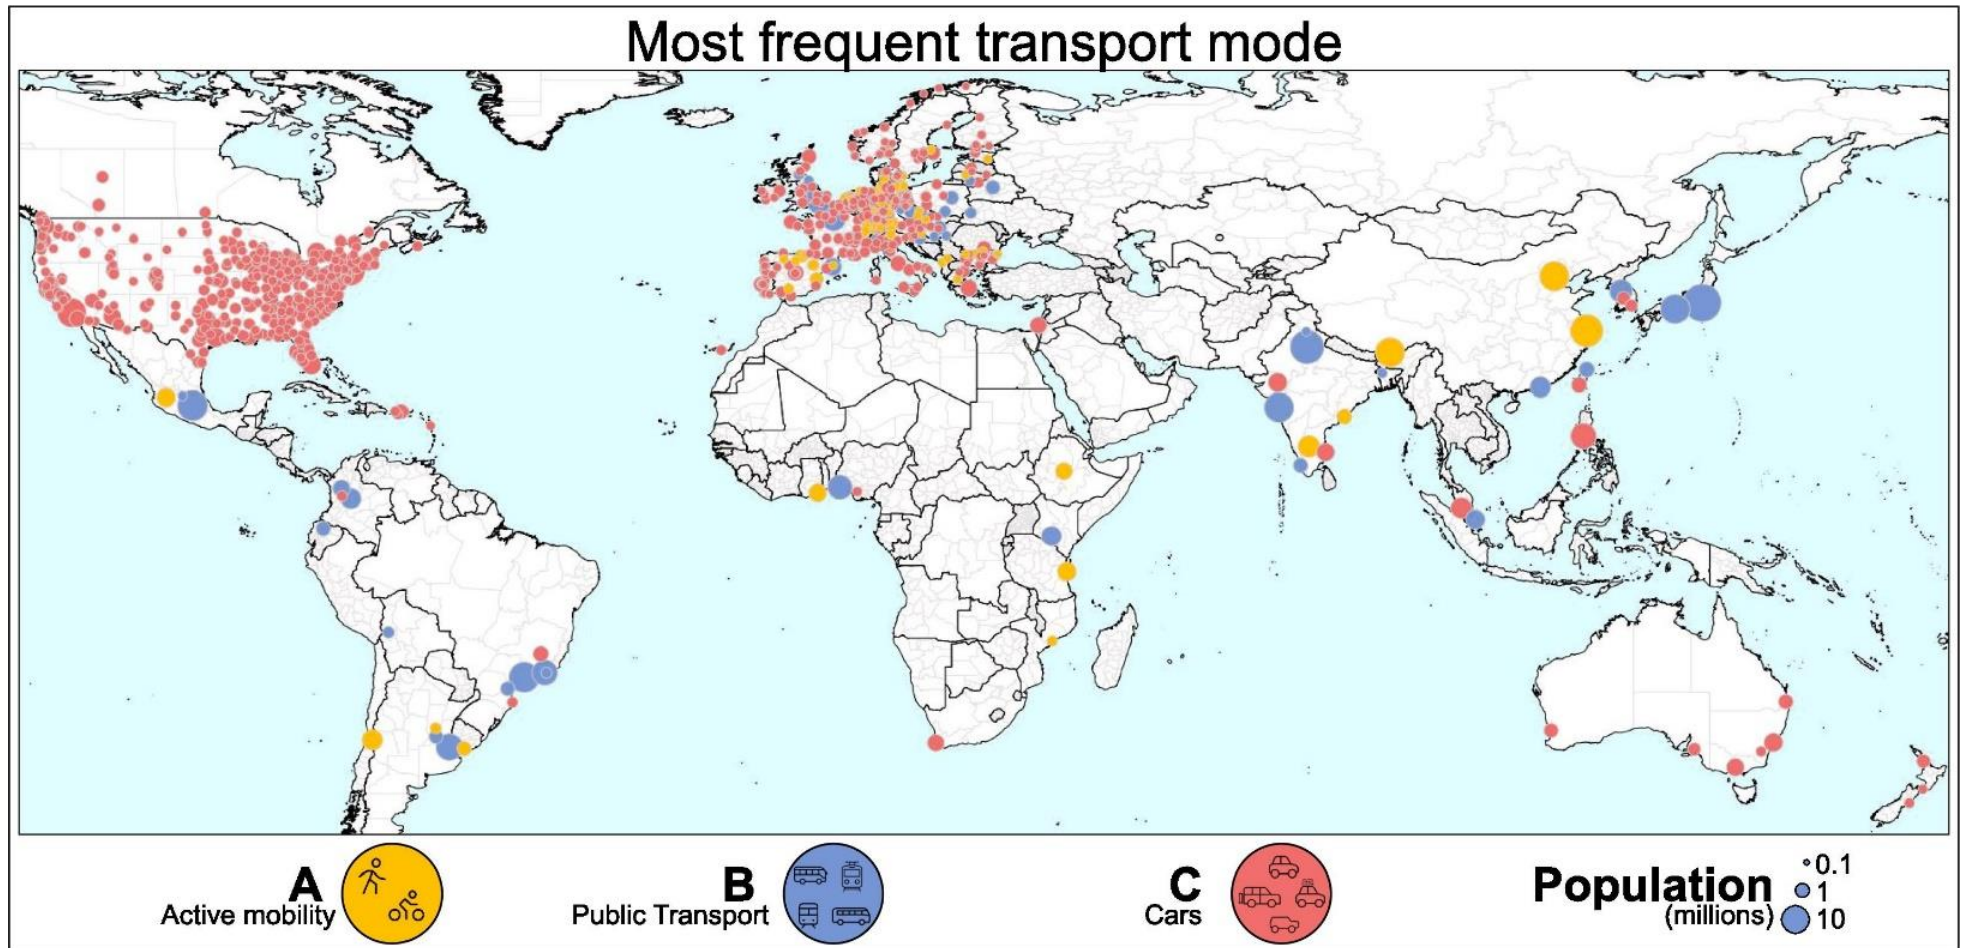 Most frequent transport mode
A
Active mobility
B
Public Transport
C
Cars
Population
(millions)
0.1
1
10